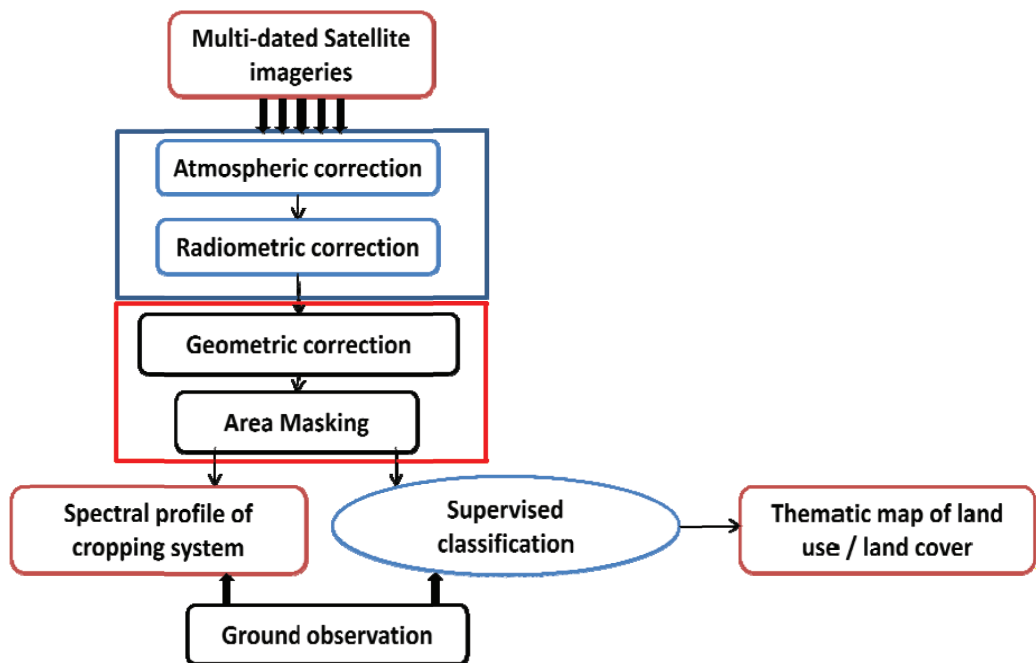 Multi-dated Satellite
imageries
Atmospheric correction
Radiometric correction
Geometric correction
Area Masking
Spectral profile of
cropping system
Supervised
classification
Thematic map of land
use / land cover
Ground observation